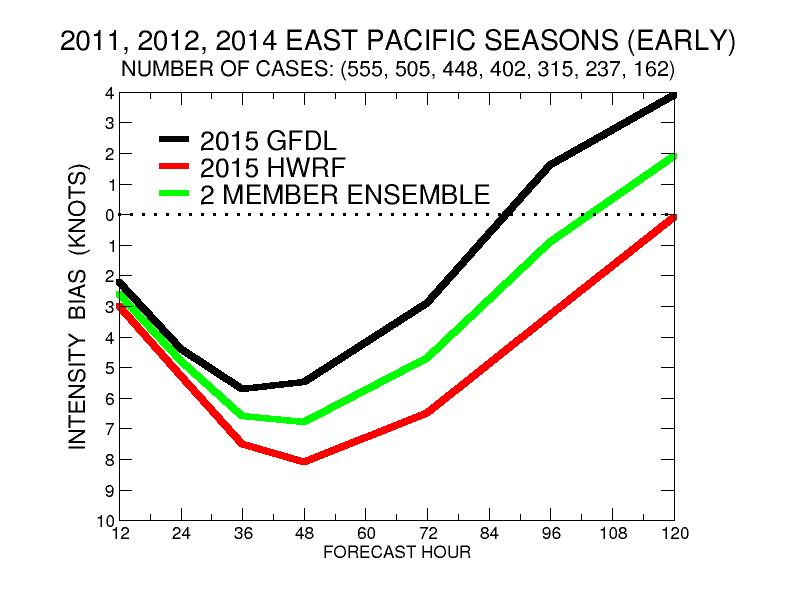 2011, 2012, 2014 EAST PACIFIC SEASONS (EARLY)
NUMBER OF CASES: (555, 505, 448, 402, 315, 237, 162)
INTENSITY BIAS (KNOTS)
4
3
2
1
0
1
2
3
4
5
6
7
8
9
10
2015 GFDL
2015 HWRF
2 MEMBER ENSEMBLE
12 24 36 48 60 72 84 96 108 120
FORECAST HOUR